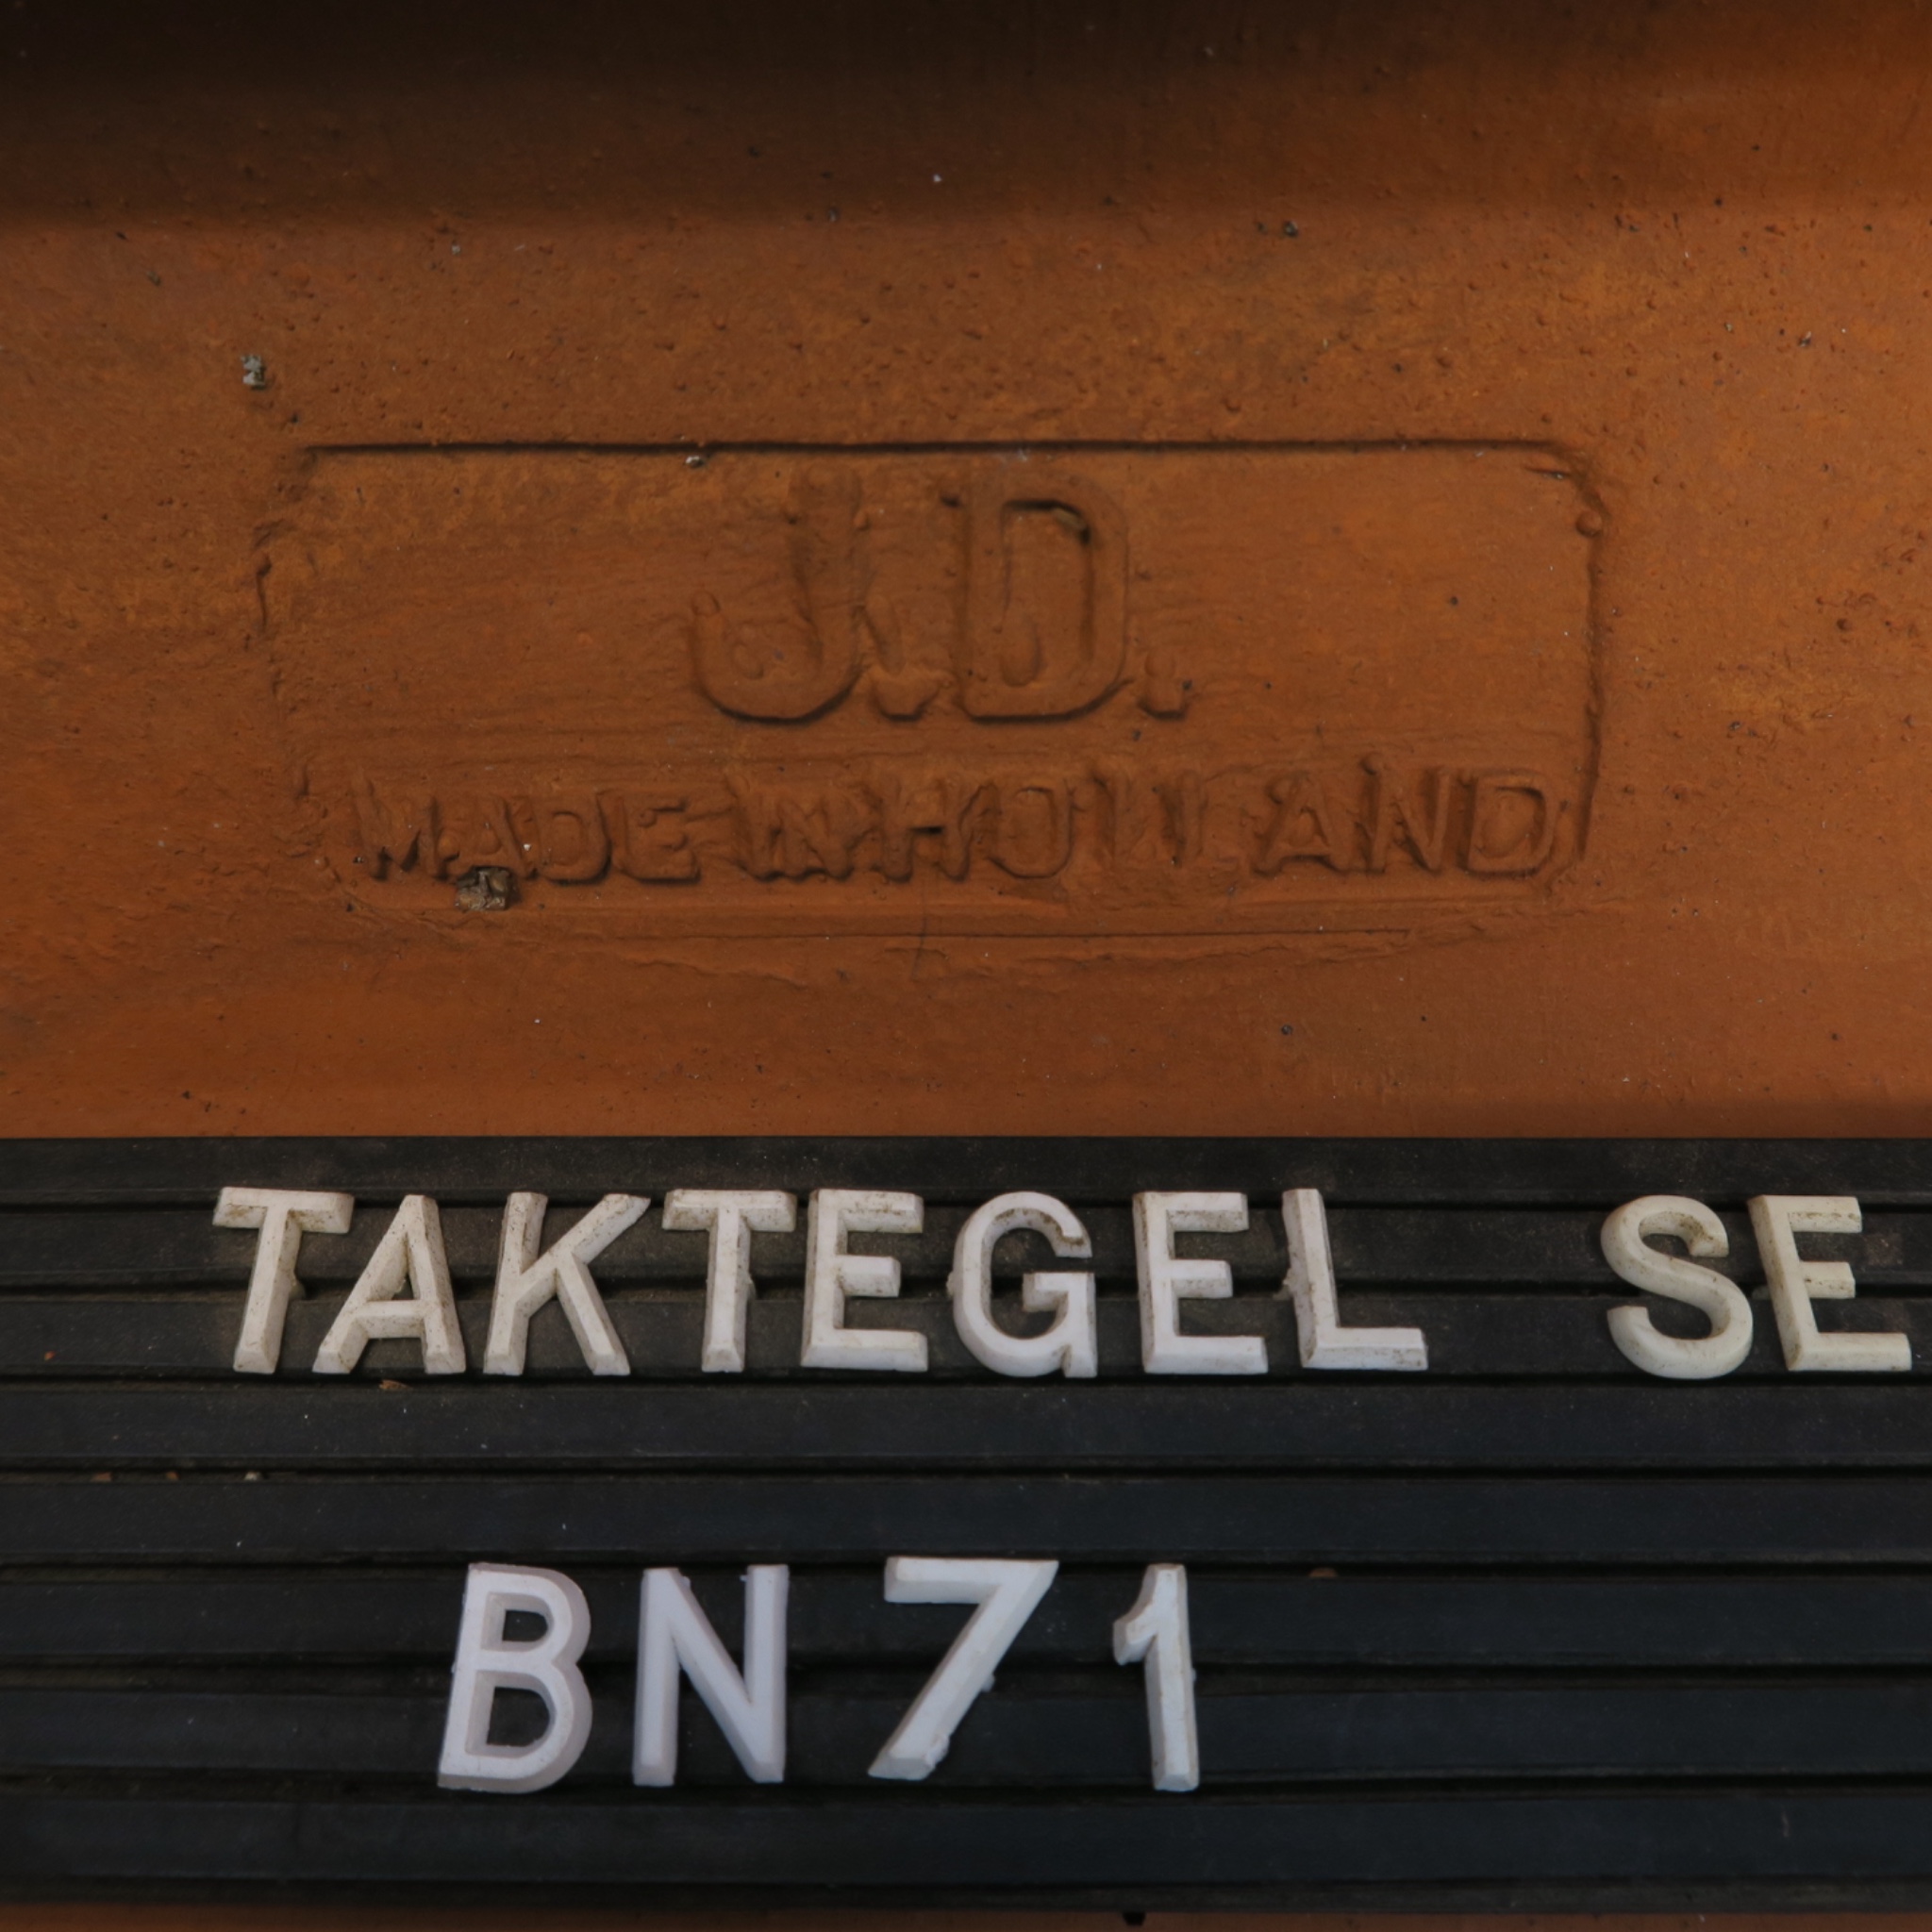 J.D.
MADE IN HOLLAND
TAKTEGEL SE
BN71